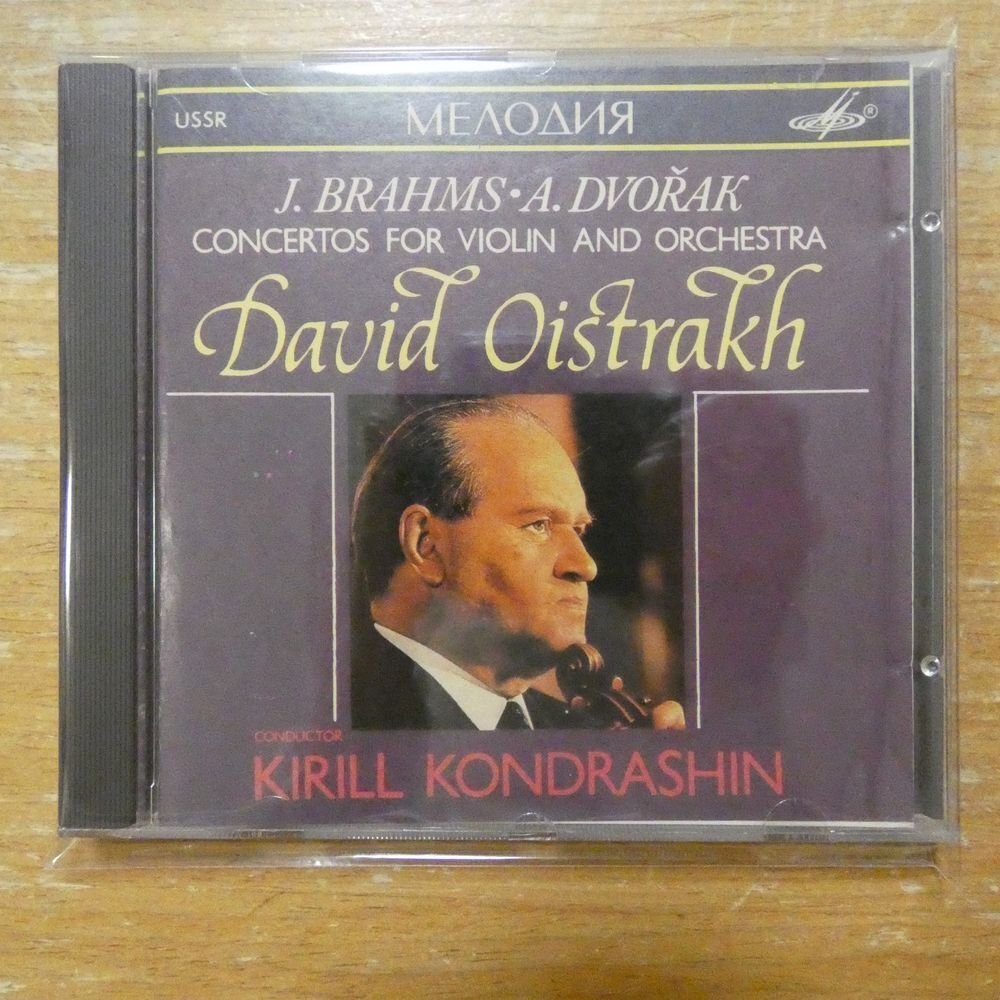 USSR МЕЛОДИЯ ®
J. BRAHMS • A. DVOŘAK
CONCERTOS FOR VIOLIN AND ORCHESTRA
David Oistrakh
CONDUCTOR
KIRILL KONDRASHIN